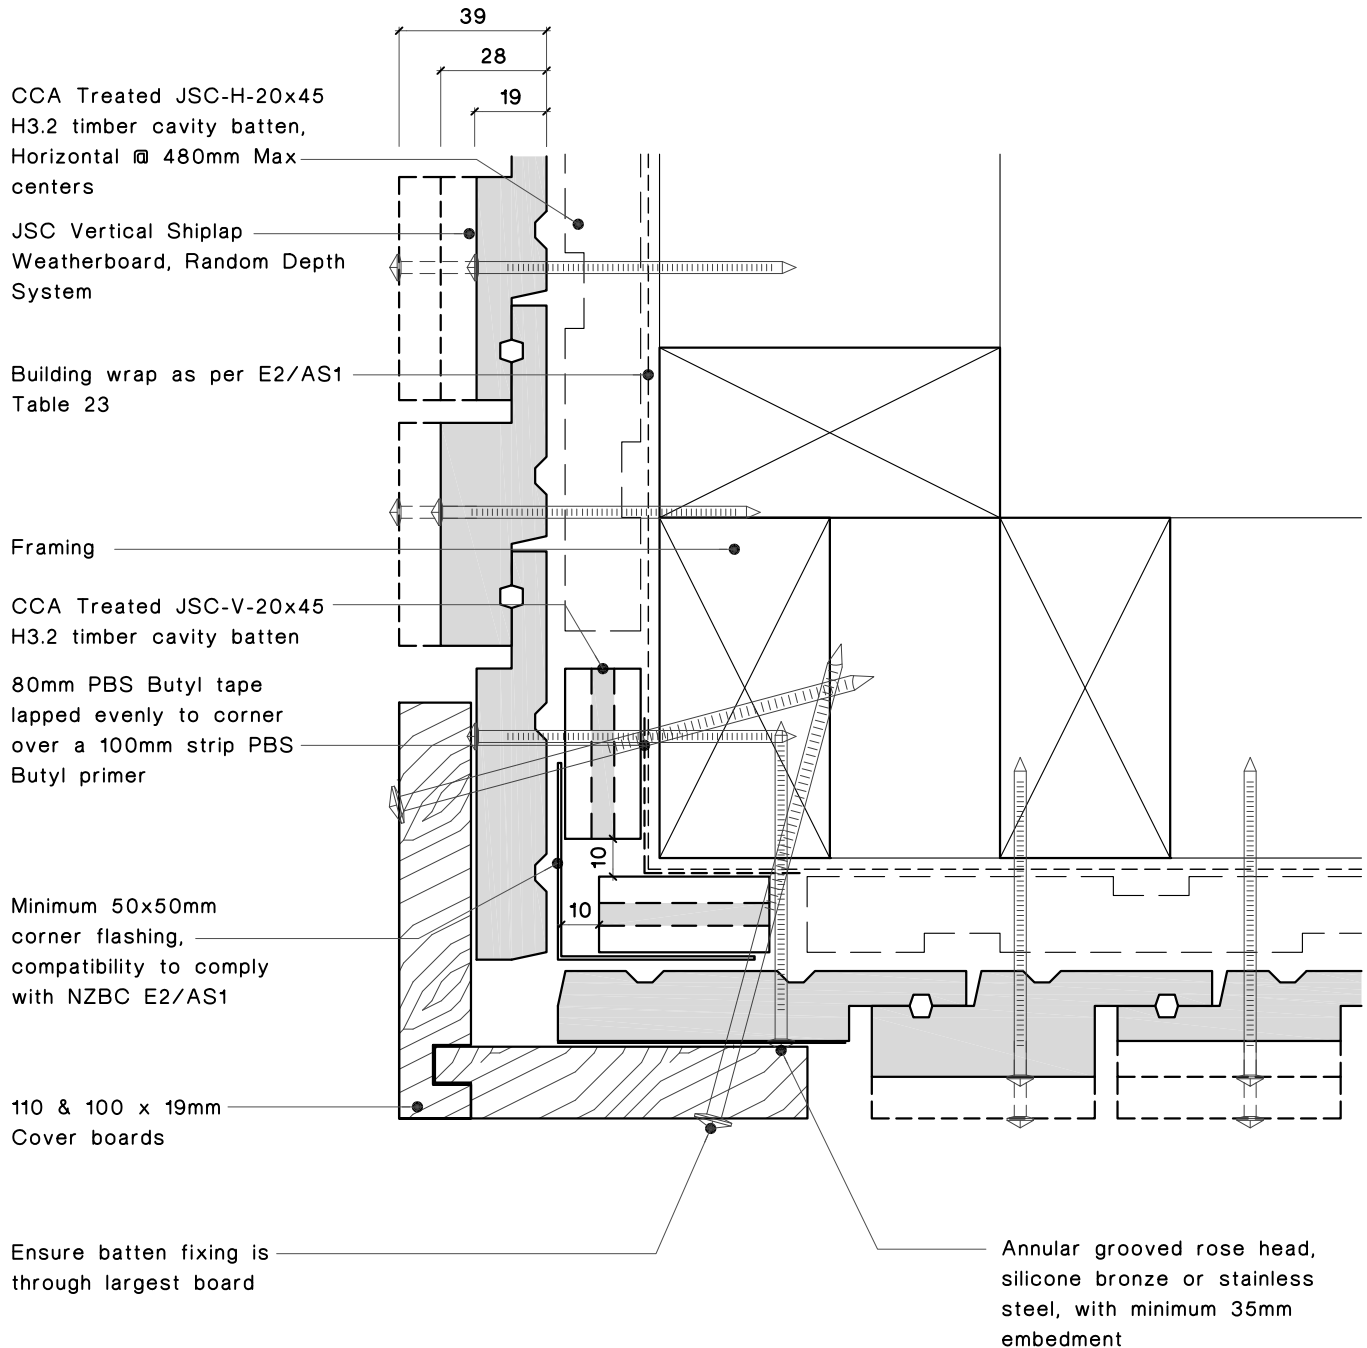 39
28
19
CCA Treated JSC-H-20x45
H3.2 timber cavity batten,
Horizontal @ 480mm Max
centers
JSC Vertical Shiplap
Weatherboard, Random Depth
System
Building wrap as per E2/AS1
Table 23
Framing
CCA Treated JSC-V-20x45
H3.2 timber cavity batten
80mm PBS Butyl tape
lapped evenly to corner
over a 100mm strip PBS
Butyl primer
10
10
Minimum 50x50mm
corner flashing,
compatibility to comply
with NZBC E2/AS1
110 & 100 x 19mm
Cover boards
Ensure batten fixing is
through largest board
Annular grooved rose head,
silicone bronze or stainless
steel, with minimum 35mm
embedment